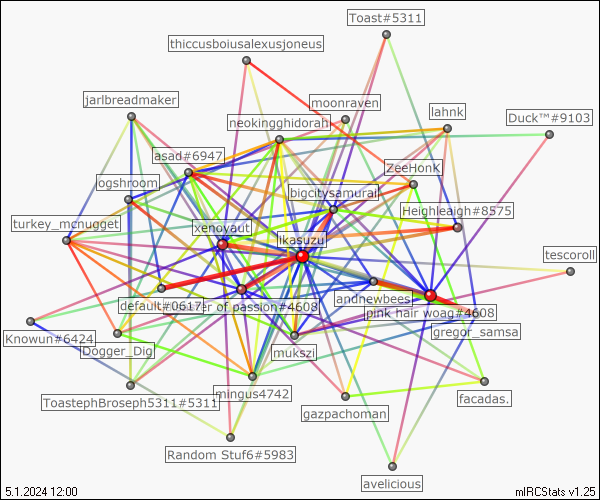 Toast#5311
thiccusboiusalexusjoneus
jarlbreadmaker
moonraven
lahnk
Duck™#9103
neokingghidorah
asad#6947
ZeeHonk
ogshroom
bigcitysamurai
Heighleaigh#8575
turkey_mcnugget
xenoyaut
Ikasuzu
tescoroll
default#0617
er of passion#4608
andnewbees
pink hair woag#4608
gregor_samsa
Knowun#6424
Dogger_Dig
mukszi
mingus4742
ToastephBroseph5311#5311
gazpachoman
facadas.
Random Stuf6#5983
avelicious
5.1.2024 12:00
mIRCStats v1.25